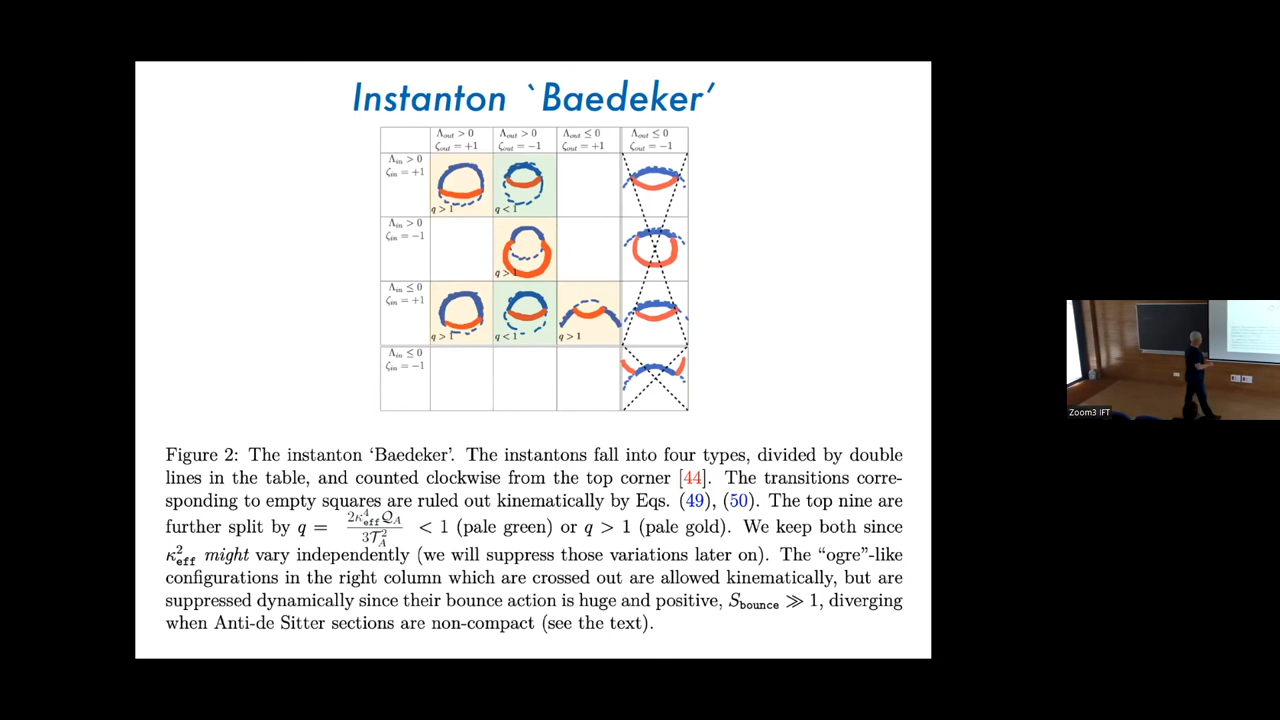 Instanton `Baedeker'
Λout > 0 Λout > 0 Λout ≤ 0 Λout ≤ 0
ζout = +1 ζout = −1 ζout = +1 ζout = −1
Λin > 0
ζin = +1
q > 1 q < 1
Λin > 0
ζin = −1
q > 1
Λin ≤ 0
ζin = +1
q > 1 q < 1 q > 1
Λin ≤ 0
ζin = −1
Figure 2: The instanton ‘Baedeker’. The instantons fall into four types, divided by double
lines in the table, and counted clockwise from the top corner [44]. The transitions corre-
sponding to empty squares are ruled out kinematically by Eqs. (49), (50). The top nine are
further split by q = 2κ⁴eff Q_A / 3T²_A < 1 (pale green) or q > 1 (pale gold). We keep both since
κ²eff might vary independently (we will suppress those variations later on). The “ogre”-like
configurations in the right column which are crossed out are allowed kinematically, but are
suppressed dynamically since their bounce action is huge and positive, Sbounce ≫ 1, diverging
when Anti-de Sitter sections are non-compact (see the text).
Zoom3 IFT